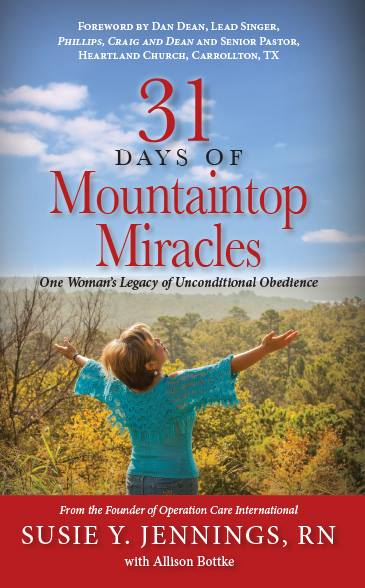 Foreword by Dan Dean, Lead Singer,
Phillips, Craig and Dean and Senior Pastor,
Heartland Church, Carrollton, TX
31
DAYS OF
Mountaintop
Miracles
One Woman's Legacy of Unconditional Obedience
From the Founder of Operation Care International
SUSIE Y. JENNINGS, RN
with Allison Bottke